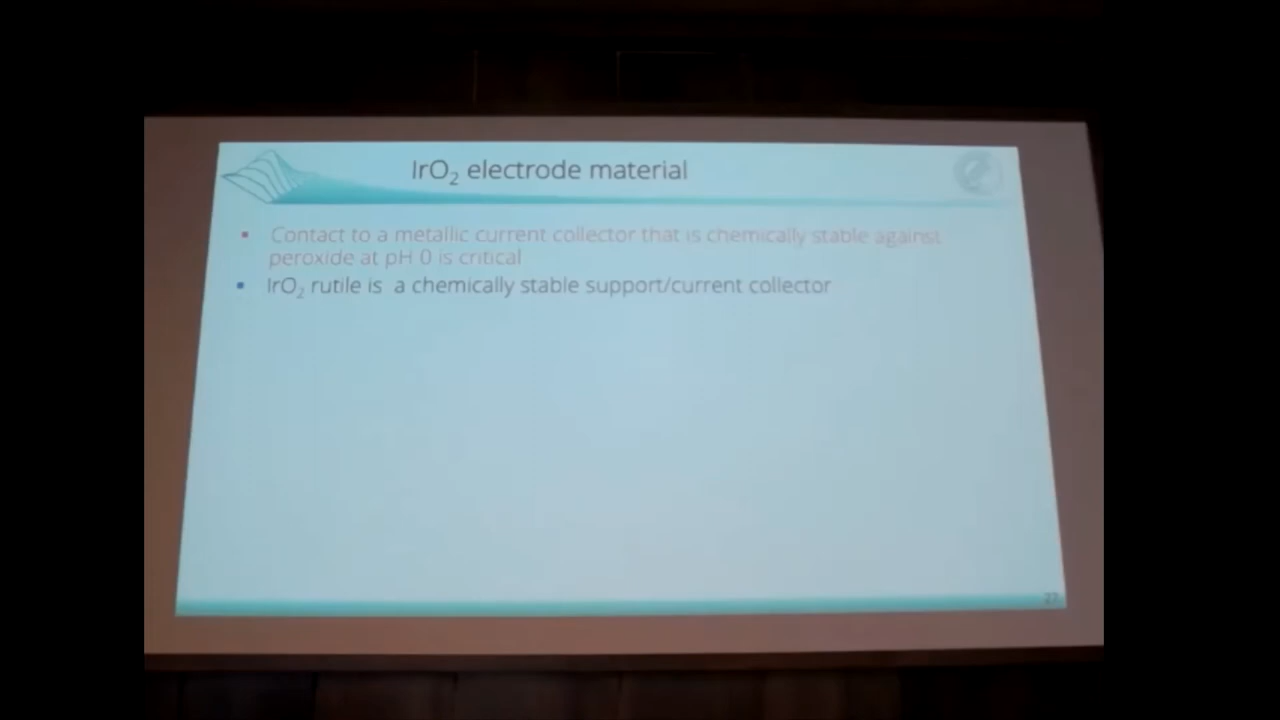 IrO₂ electrode material
▪ Contact to a metallic current collector that is chemically stable against
peroxide at pH 0 is critical
▪ IrO₂ rutile is a chemically stable support/current collector
27